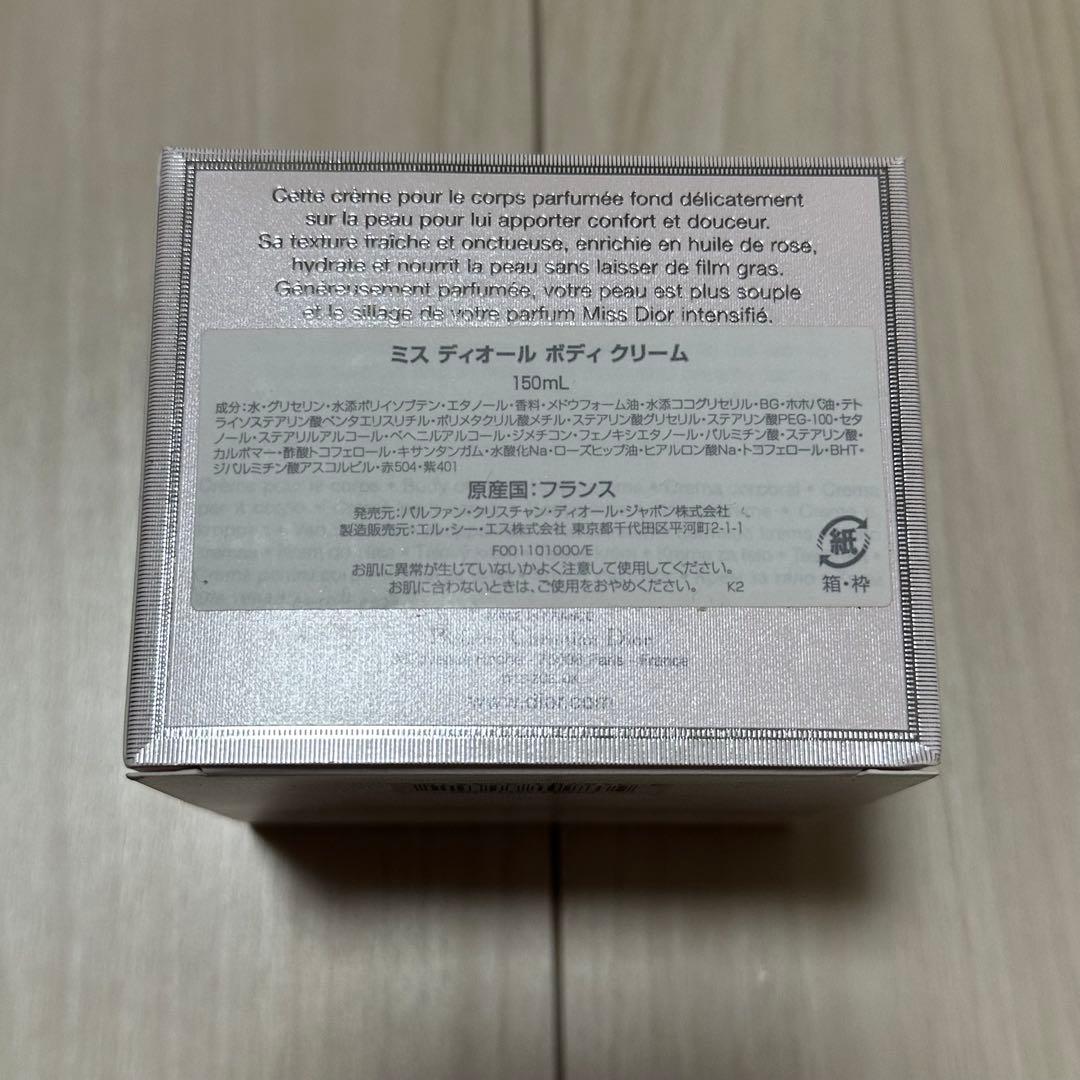 Cette crème pour le corps parfumée fond délicatement
sur la peau pour lui apporter confort et douceur.
Sa texture fraîche et onctueuse, enrichie en huile de rose,
hydrate et nourrit la peau sans laisser de film gras.
Généreusement parfumée, votre peau est plus souple
et le sillage de votre parfum Miss Dior intensifié.
ミス ディオール ボディ クリーム
150mL
成分:水・グリセリン・水添ポリイソブテン・エタノール・香料・メドウフォーム油・水添ココグリセリル・BG・ホホバ油・テト
ライソステアリン酸ペンタエリスリチル・ポリメタクリル酸メチル・ステアリン酸グリセリル・ステアリン酸PEG-100・セタ
ノール・ステアリルアルコール・ベヘニルアルコール・ジメチコン・フェノキシエタノール・パルミチン酸・ステアリン酸・
カルボマー・酢酸トコフェロール・キサンタンガム・水酸化Na・ローズヒップ油・ヒアルロン酸Na・トコフェロール・BHT・
ジパルミチン酸アスコルビル・赤504・紫401
原産国:フランス
発売元:パルファン・クリスチャン・ディオール・ジャポン株式会社
製造販売元:エル・シー・エス株式会社 東京都千代田区平河町2-1-1
F001101000/E
お肌に異常が生じていないかよく注意して使用してください。
お肌に合わないときは、ご使用をおやめください。 K2
紙
箱・枠
Christian Dior
75008 Paris - France
www.dior.com